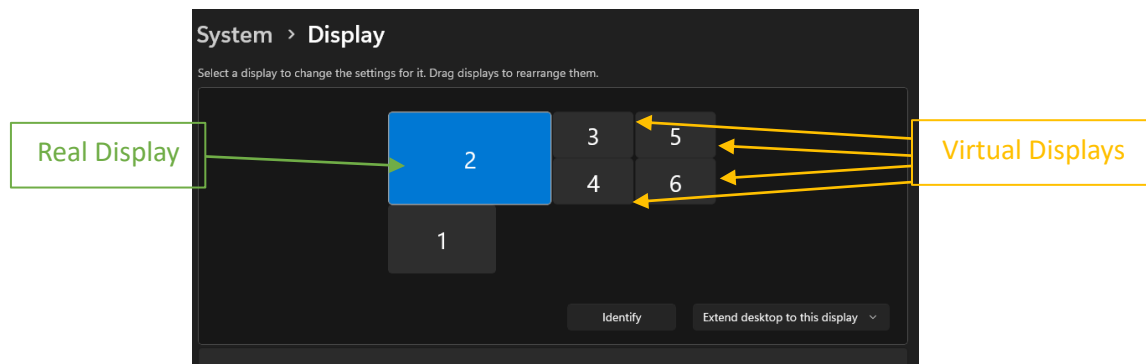 System > Display
Select a display to change the settings for it. Drag displays to rearrange them.
Real Display
2
3
5
Virtual Displays
4
6
1
Identify
Extend desktop to this display